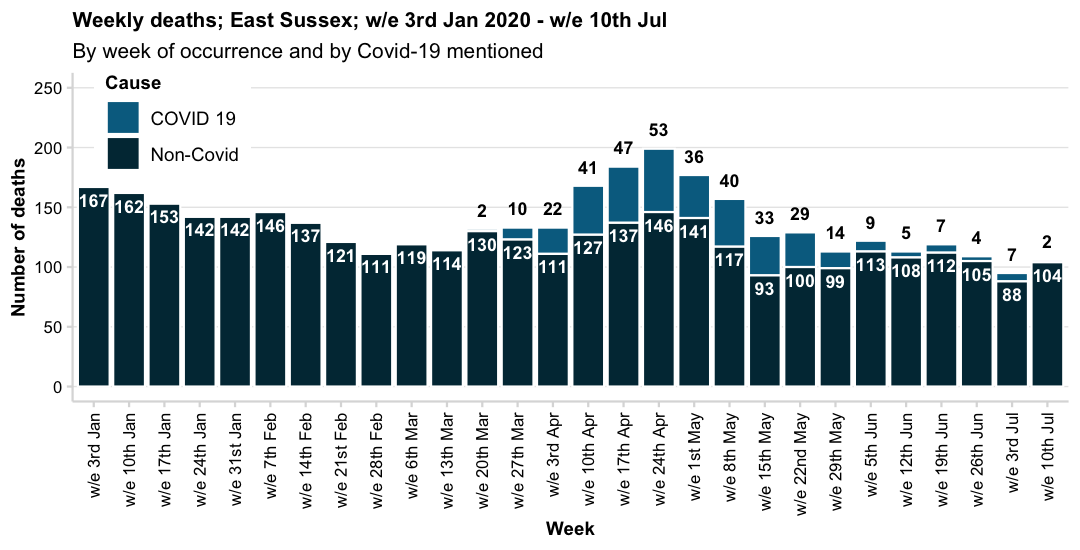 Weekly deaths; East Sussex; w/e 3rd Jan 2020 - w/e 10th Jul
By week of occurrence and by Covid-19 mentioned
Cause
COVID 19
Non-Covid
Number of deaths
250
200
150
100
50
0
2 10 22 41 47 53 36 40 33 29 14 9 5 7 4 7 2
167 162 153 142 142 146 137 121 111 119 114 130 123 111 127 137 146 141 117 93 100 99 113 108 112 105 88 104
w/e 3rd Jan
w/e 10th Jan
w/e 17th Jan
w/e 24th Jan
w/e 31st Jan
w/e 7th Feb
w/e 14th Feb
w/e 21st Feb
w/e 28th Feb
w/e 6th Mar
w/e 13th Mar
w/e 20th Mar
w/e 27th Mar
w/e 3rd Apr
w/e 10th Apr
w/e 17th Apr
w/e 24th Apr
w/e 1st May
w/e 8th May
w/e 15th May
w/e 22nd May
w/e 29th May
w/e 5th Jun
w/e 12th Jun
w/e 19th Jun
w/e 26th Jun
w/e 3rd Jul
w/e 10th Jul
Week